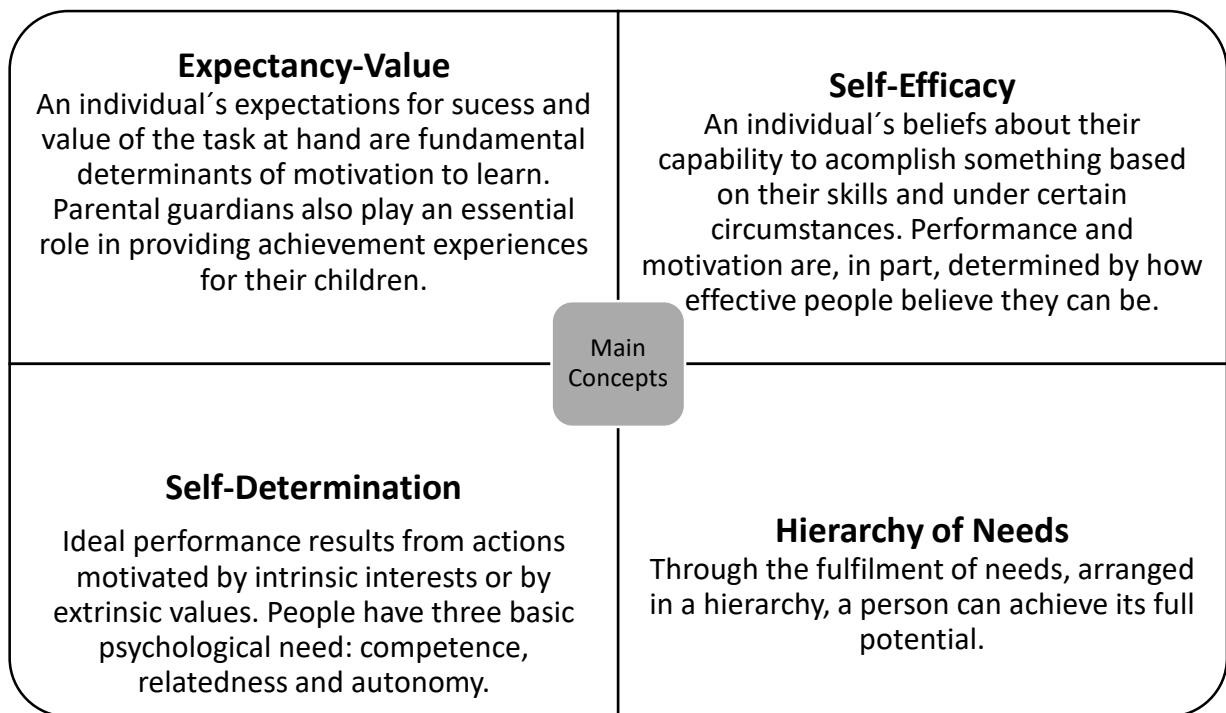 Expectancy-Value
An individual´s expectations for sucess and
value of the task at hand are fundamental
determinants of motivation to learn.
Parental guardians also play an essential
role in providing achievement experiences
for their children.
Self-Efficacy
An individual´s beliefs about their
capability to acomplish something based
on their skills and under certain
circumstances. Performance and
motivation are, in part, determined by how
effective people believe they can be.
Main
Concepts
Self-Determination
Ideal performance results from actions
motivated by intrinsic interests or by
extrinsic values. People have three basic
psychological need: competence,
relatedness and autonomy.
Hierarchy of Needs
Through the fulfilment of needs, arranged
in a hierarchy, a person can achieve its full
potential.